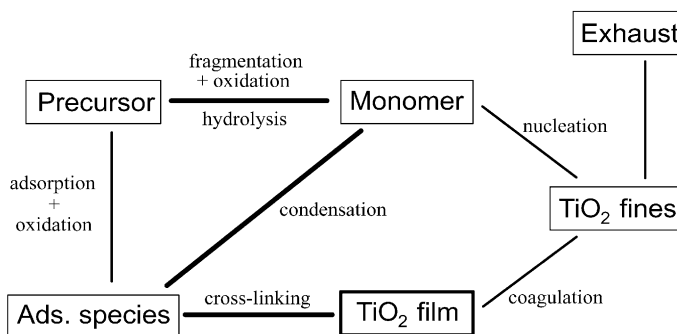 Exhaust
fragmentation
+ oxidation
Precursor
Monomer
hydrolysis
nucleation
adsorption
+
oxidation
condensation
TiO₂ fines
Ads. species
cross-linking
TiO₂ film
coagulation